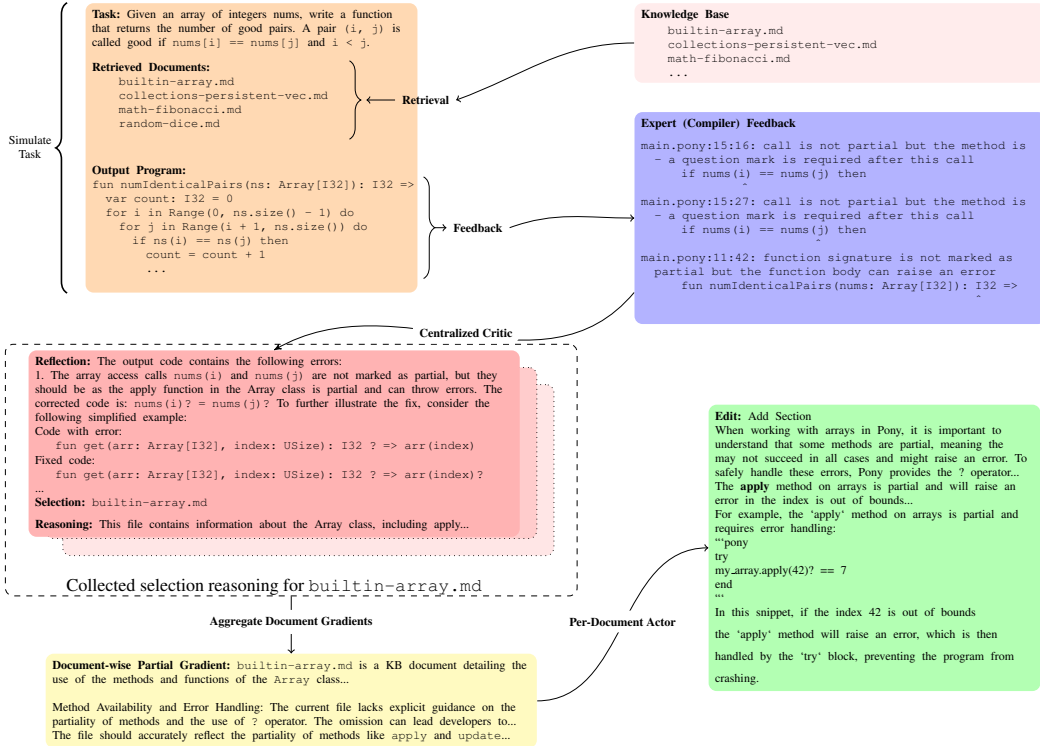 Task: Given an array of integers nums, write a function
that returns the number of good pairs. A pair (i, j) is
called good if nums[i] == nums[j] and i < j.
Retrieved Documents:
builtin-array.md
collections-persistent-vec.md
math-fibonacci.md
random-dice.md
Output Program:
fun numIdenticalPairs(ns: Array[I32]): I32 =>
var count: I32 = 0
for i in Range(0, ns.size() - 1) do
for j in Range(i + 1, ns.size()) do
if ns(i) == ns(j) then
count = count + 1
...
Simulate
Task
Retrieval
Feedback
Knowledge Base
builtin-array.md
collections-persistent-vec.md
math-fibonacci.md
...
Expert (Compiler) Feedback
main.pony:15:16: call is not partial but the method is
- a question mark is required after this call
if nums(i) == nums(j) then
^
main.pony:15:27: call is not partial but the method is
- a question mark is required after this call
if nums(i) == nums(j) then
^
main.pony:11:42: function signature is not marked as
partial but the function body can raise an error
fun numIdenticalPairs(nums: Array[I32]): I32 =>
^
Centralized Critic
Reflection: The output code contains the following errors:
1. The array access calls nums(i) and nums(j) are not marked as partial, but they
should be as the apply function in the Array class is partial and can throw errors. The
corrected code is: nums(i)? = nums(j)? To further illustrate the fix, consider the
following simplified example:
Code with error:
fun get(arr: Array[I32], index: USize): I32 ? => arr(index)
Fixed code:
fun get(arr: Array[I32], index: USize): I32 ? => arr(index)?
...
Selection: builtin-array.md
Reasoning: This file contains information about the Array class, including apply...
Collected selection reasoning for builtin-array.md
Aggregate Document Gradients
Document-wise Partial Gradient: builtin-array.md is a KB document detailing the
use of the methods and functions of the Array class...
Method Availability and Error Handling: The current file lacks explicit guidance on the
partiality of methods and the use of ? operator. The omission can lead developers to...
The file should accurately reflect the partiality of methods like apply and update...
Per-Document Actor
Edit: Add Section
When working with arrays in Pony, it is important to
understand that some methods are partial, meaning the
may not succeed in all cases and might raise an error. To
safely handle these errors, Pony provides the ? operator...
The apply method on arrays is partial and will raise an
error in the index is out of bounds...
For example, the ‘apply‘ method on arrays is partial and
requires error handling:
“‘pony
try
my_array.apply(42)? == 7
end
“‘
In this snippet, if the index 42 is out of bounds
the ‘apply‘ method will raise an error, which is then
handled by the ‘try‘ block, preventing the program from
crashing.